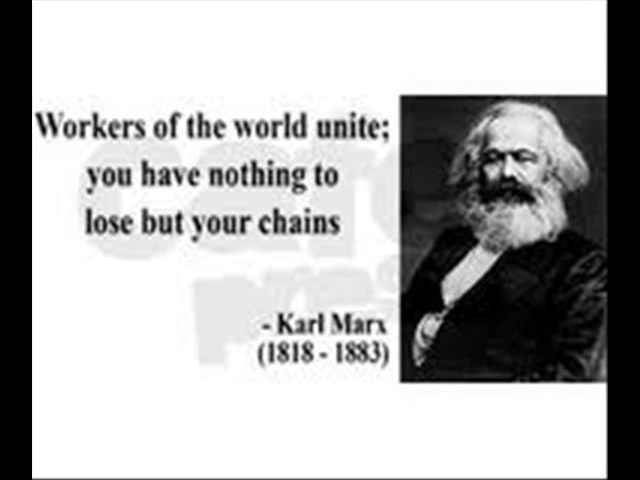 Workers of the world unite;
you have nothing to
lose but your chains
- Karl Marx
(1818 - 1883)